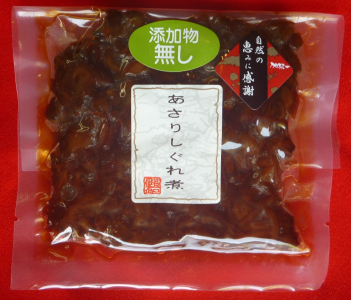 添加物
無し
自然の
恵みに感謝
あさりしぐれ煮